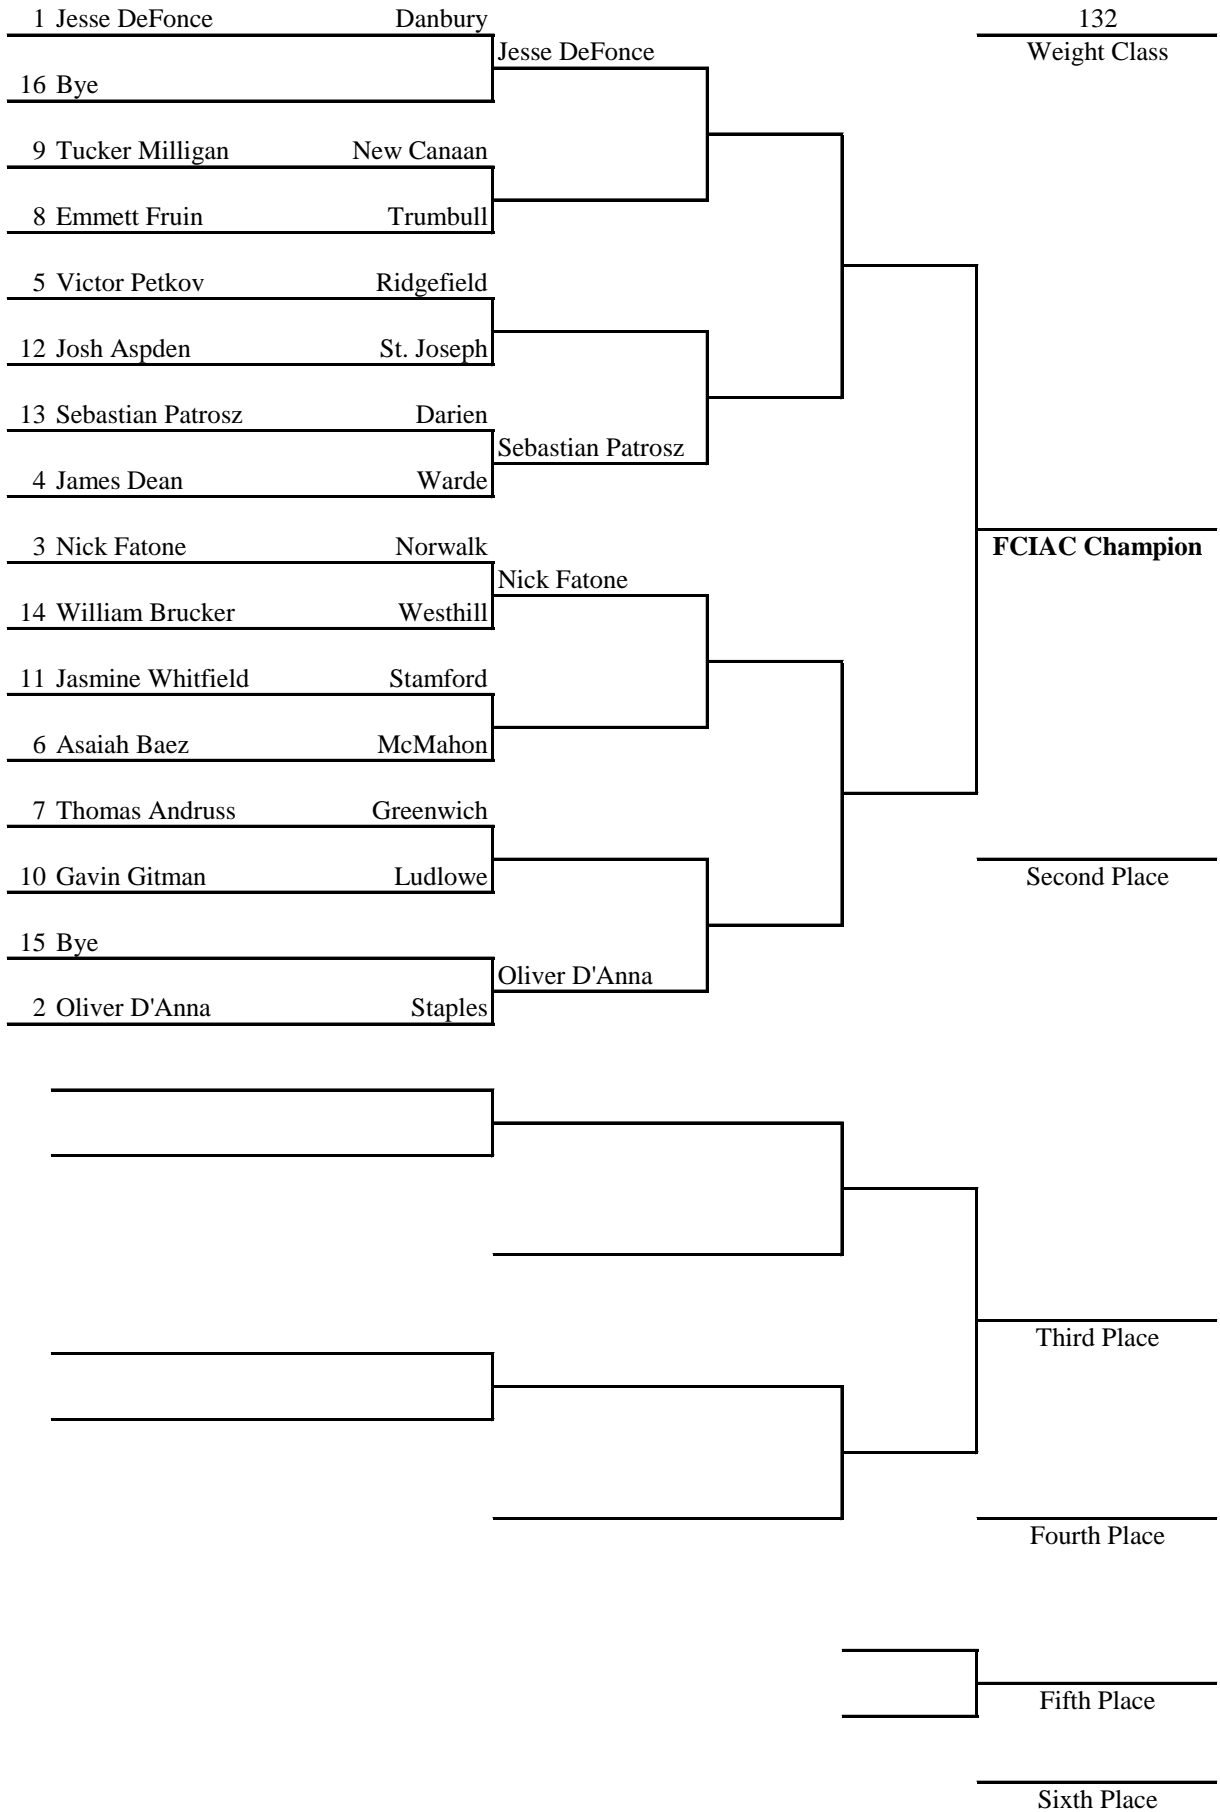 1 Jesse DeFonce Danbury
132
Jesse DeFonce
Weight Class
16 Bye
9 Tucker Milligan New Canaan
8 Emmett Fruin Trumbull
5 Victor Petkov Ridgefield
12 Josh Aspden St. Joseph
13 Sebastian Patrosz Darien
Sebastian Patrosz
4 James Dean Warde
3 Nick Fatone Norwalk
FCIAC Champion
Nick Fatone
14 William Brucker Westhill
11 Jasmine Whitfield Stamford
6 Asaiah Baez McMahon
7 Thomas Andruss Greenwich
10 Gavin Gitman Ludlowe
Second Place
15 Bye
Oliver D'Anna
2 Oliver D'Anna Staples
Third Place
Fourth Place
Fifth Place
Sixth Place